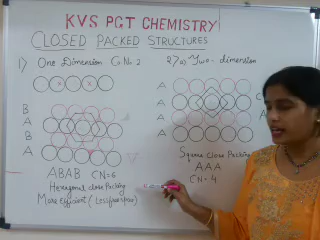 KVS PGT CHEMISTRY
CLOSED PACKED STRUCTURES
1) One Dimension CN=2
2) a) Two-dimension
B
A
B
A
A
A
A
A
C
ABAB CN=6
Hexagonal Close Packing
More Efficient (Less free space)
Square Close Packing
AAA
CN=4